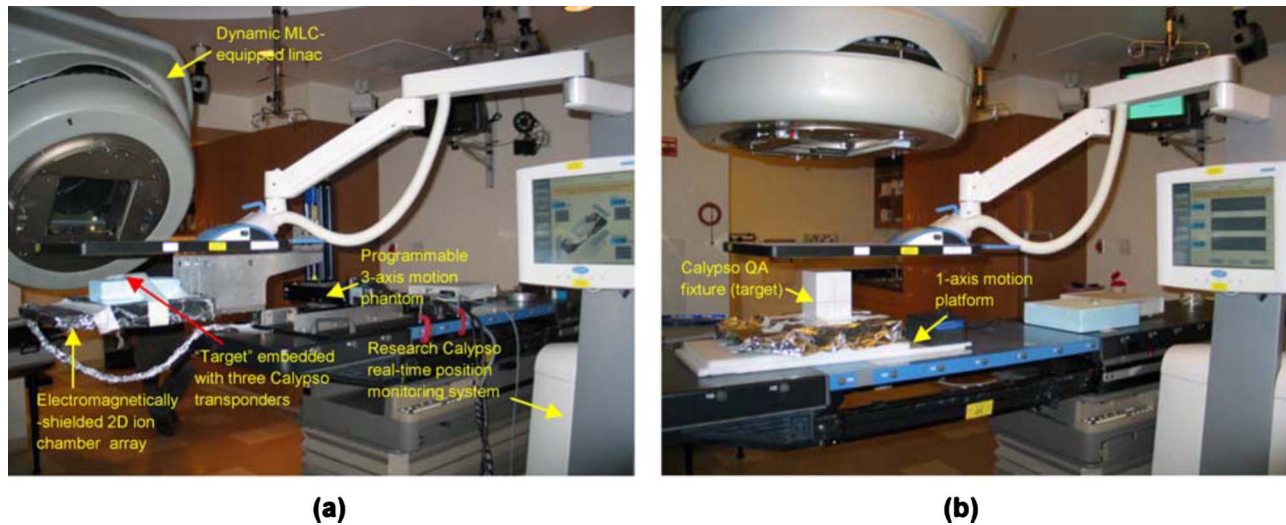 Dynamic MLC-
equipped linac
Programmable
3-axis motion
phantom
"Target" embedded
with three Calypso
transponders
Research Calypso
real-time position
monitoring system
Electromagnetically
-shielded 2D ion
chamber array
(a)
Calypso QA
fixture (target)
1-axis motion
platform
(b)